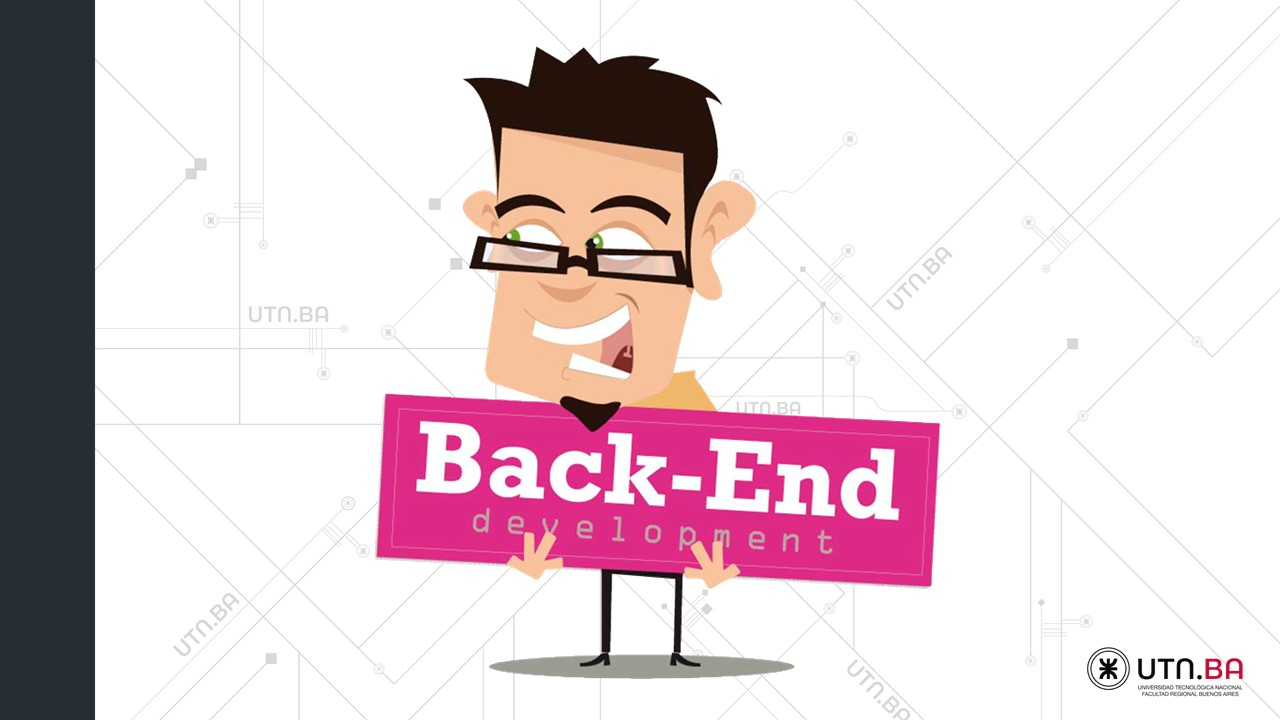 UTN.BA
UTN.BA
UTN.BA
Back-End
development
UTN.BA
UTN.BA
UTN.BA
UNIVERSIDAD TECNOLÓGICA NACIONAL
FACULTAD REGIONAL BUENOS AIRES